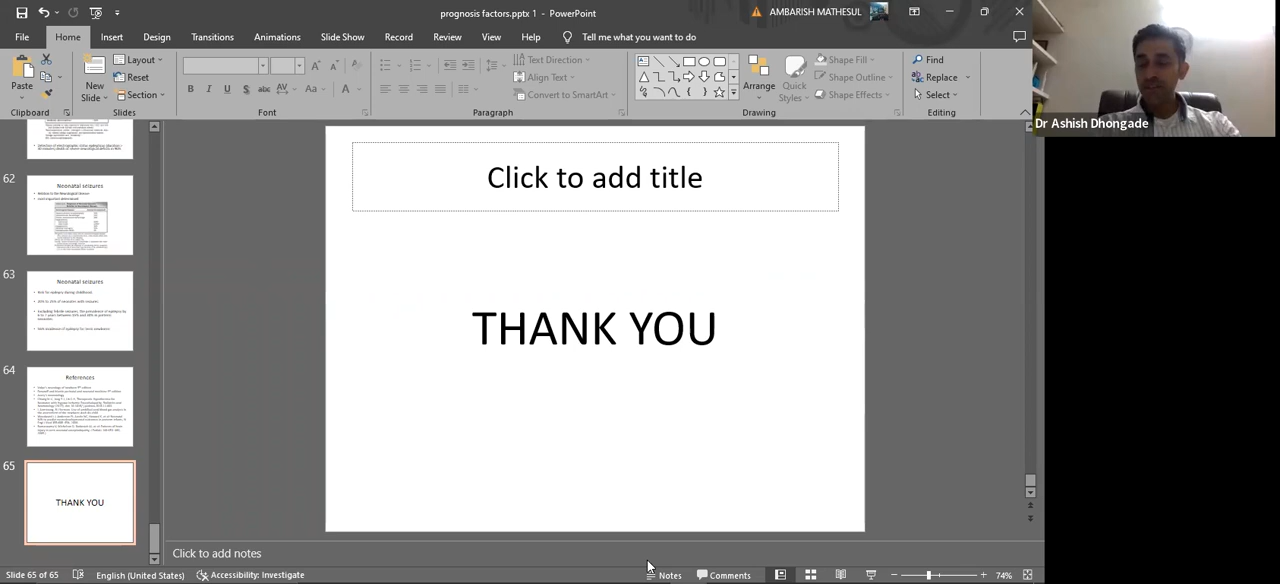 prognosis factors.pptx 1 - PowerPoint
AMBARISH MATHESUL
File Home Insert Design Transitions Animations Slide Show Record Review View Help Tell me what you want to do
Paste
Clipboard
New
Slide
Layout
Reset
Section
Slides
B I U S abc AV Aa A
Font
Text Direction
Align Text
Convert to SmartArt
Paragraph
Arrange
Quick
Styles
Shape Fill
Shape Outline
Shape Effects
Drawing
Find
Replace
Select
Editing
Dr Ashish Dhongade
62
Neonatal seizures
63
Neonatal seizures
64
References
65
THANK YOU
Click to add title
THANK YOU
Click to add notes
Slide 65 of 65 English (United States) Accessibility: Investigate Notes Comments 74%